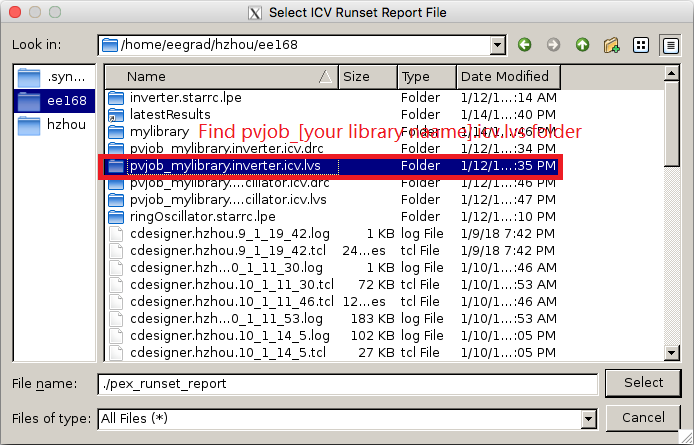 Select ICV Runset Report File
Look in: /home/eegrad/hzhou/ee168
.syn...
ee168
hzhou
Name Size Type Date Modified
inverter.starrc.lpe Folder 1/12/1...:14 AM
latestResults Folder 1/14/1...:40 PM
mylibrary Folder 1/14/1...:46 PM
Find pvjob_[your library naame].icv.lvs folder
pvjob_mylibrary.inverter.icv.drc Folder 1/12/1...:34 PM
pvjob_mylibrary.inverter.icv.lvs Folder 1/12/1...:35 PM
pvjob_mylibrary....cillator.icv.drc Folder 1/12/1...:46 PM
pvjob_mylibrary....cillator.icv.lvs Folder 1/12/1...:47 PM
ringOscillator.starrc.lpe Folder 1/12/1...:10 PM
cdesigner.hzhou.9_1_19_42.log 1 KB log File 1/9/18 7:42 PM
cdesigner.hzhou.9_1_19_42.tcl 24...es tcl File 1/9/18 7:42 PM
cdesigner.hzh...0_1_11_30.log 1 KB log File 1/10/1...:46 AM
cdesigner.hzhou.10_1_11_30.tcl 72 KB tcl File 1/10/1...:53 AM
cdesigner.hzhou.10_1_11_46.tcl 12...es tcl File 1/10/1...:46 AM
cdesigner.hzh...0_1_11_53.log 183 KB log File 1/10/1...:53 AM
cdesigner.hzhou.10_1_14_5.log 102 KB log File 1/10/1...:05 PM
cdesigner.hzhou.10_1_14_5.tcl 27 KB tcl File 1/10/1...:05 PM
File name: ./pex_runset_report Select
Files of type: All Files (*) Cancel